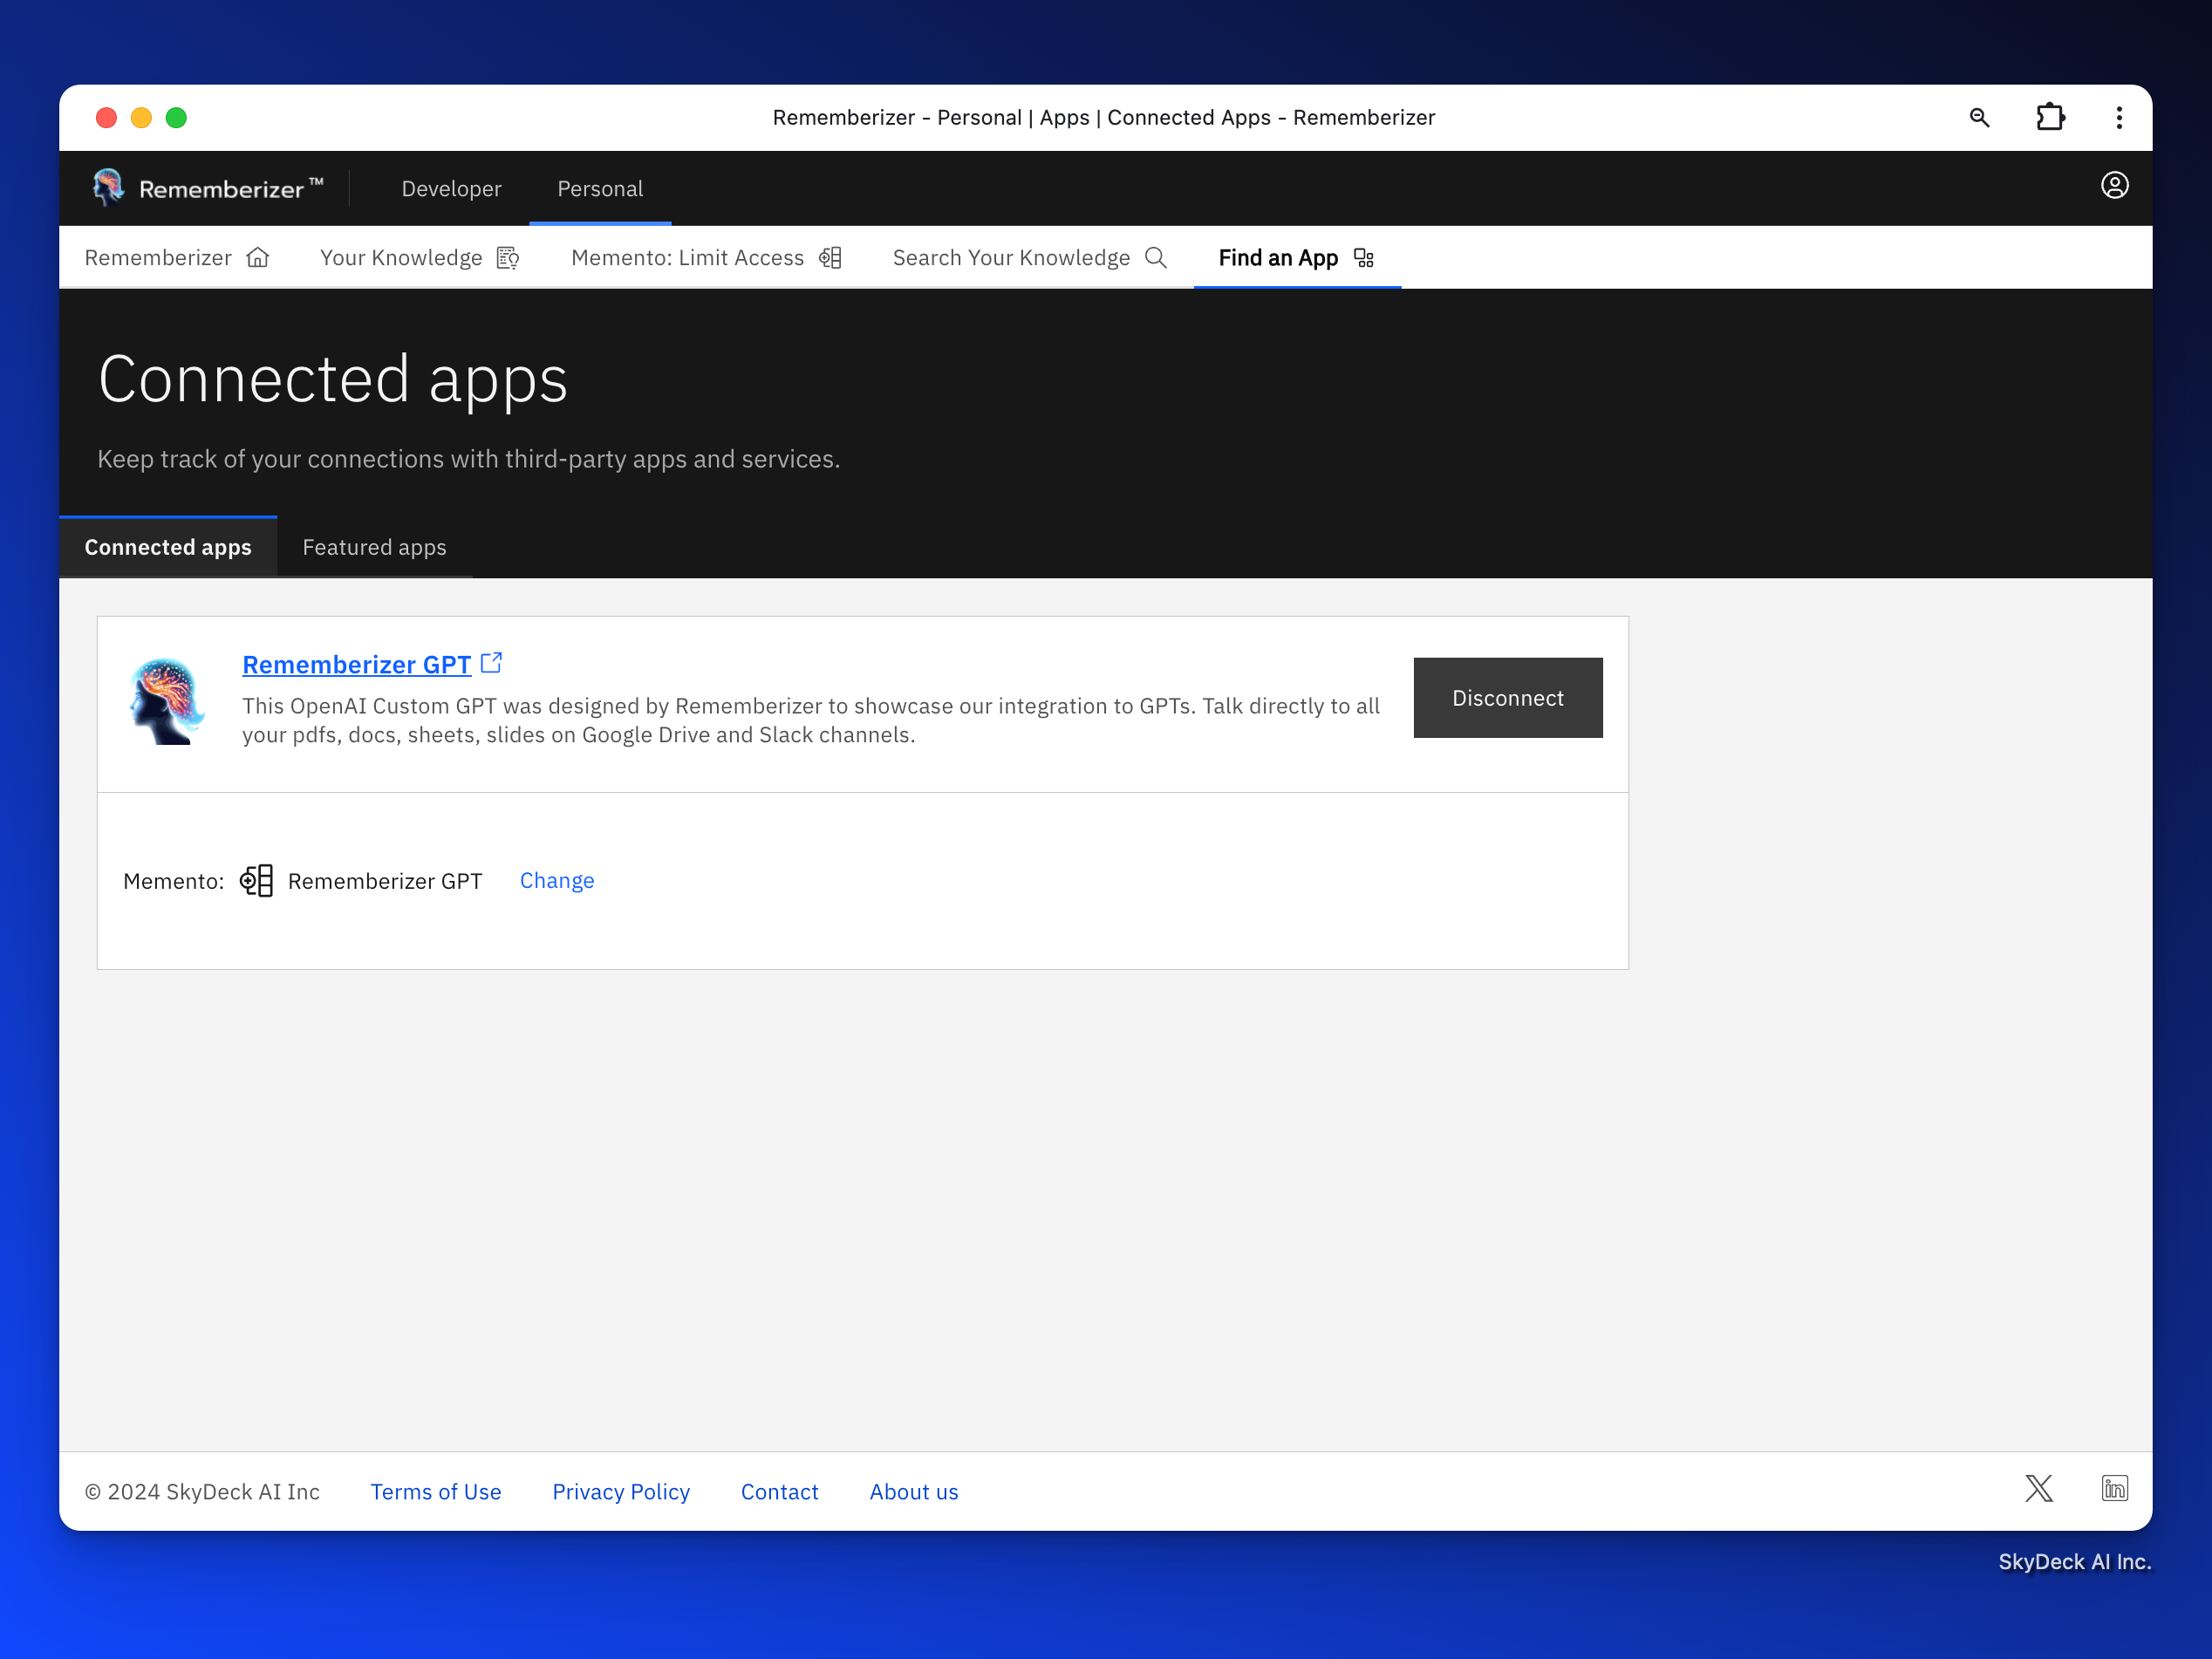 Rememberizer - Personal | Apps | Connected Apps - Rememberizer
Rememberizer™
Developer
Personal
Rememberizer
Your Knowledge
Memento: Limit Access
Search Your Knowledge
Find an App
Connected apps
Keep track of your connections with third-party apps and services.
Connected apps
Featured apps
Rememberizer GPT
This OpenAI Custom GPT was designed by Rememberizer to showcase our integration to GPTs. Talk directly to all
your pdfs, docs, sheets, slides on Google Drive and Slack channels.
Disconnect
Memento:
Rememberizer GPT
Change
© 2024 SkyDeck AI Inc
Terms of Use
Privacy Policy
Contact
About us
SkyDeck AI Inc.